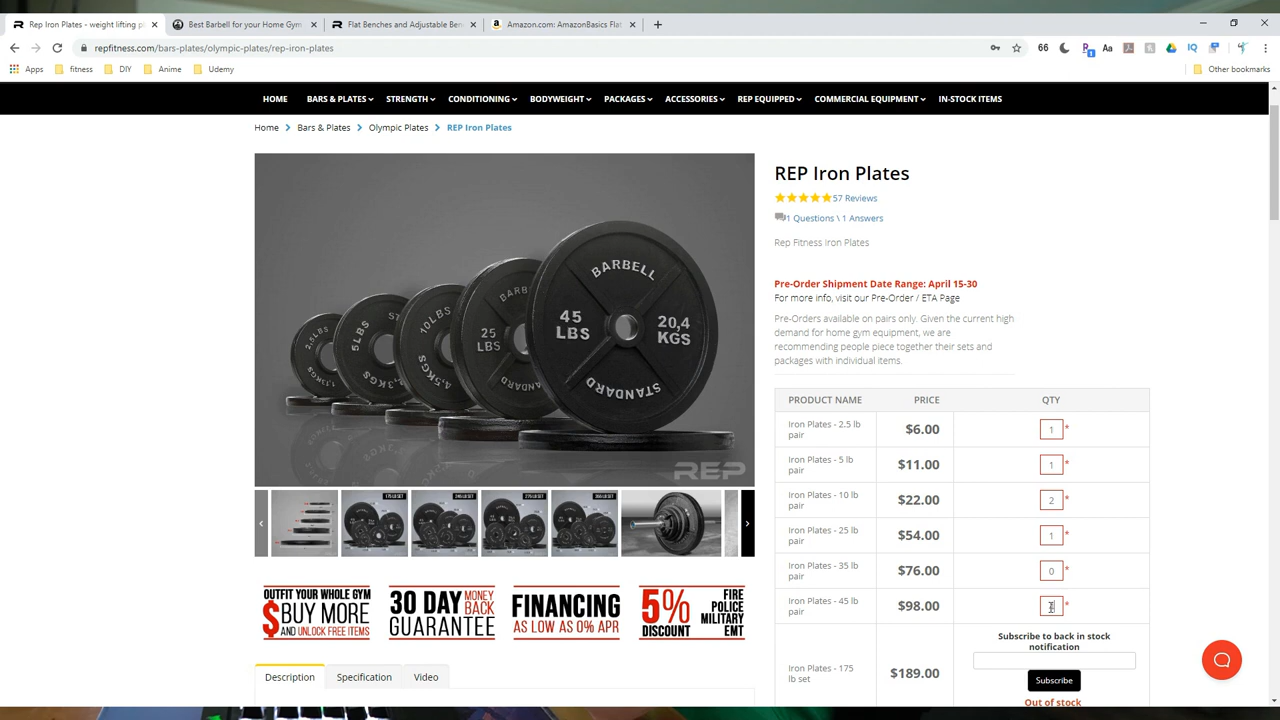 Rep Iron Plates - weight lifting pl
Best Barbell for your Home Gym
Flat Benches and Adjustable Ben
Amazon.com: AmazonBasics Flat
repfitness.com/bars-plates/olympic-plates/rep-iron-plates
Apps
fitness
DIY
Anime
Udemy
Other bookmarks
HOME
BARS & PLATES
STRENGTH
CONDITIONING
BODYWEIGHT
PACKAGES
ACCESSORIES
REP EQUIPPED
COMMERCIAL EQUIPMENT
IN-STOCK ITEMS
Home > Bars & Plates > Olympic Plates > REP Iron Plates
BARBELL
45 LBS
20,4 KGS
STANDARD
25 LBS
10LBS
4,5KGS
5LBS
2,5LBS
REP
REP Iron Plates
57 Reviews
1 Questions \ 1 Answers
Rep Fitness Iron Plates
Pre-Order Shipment Date Range: April 15-30
For more info, visit our Pre-Order / ETA Page
Pre-Orders available on pairs only. Given the current high
demand for home gym equipment, we are
recommending people piece together their sets and
packages with individual items.
PRODUCT NAME PRICE QTY
Iron Plates - 2.5 lb
pair
$6.00
1 *
Iron Plates - 5 lb
pair
$11.00
1 *
Iron Plates - 10 lb
pair
$22.00
2 *
Iron Plates - 25 lb
pair
$54.00
1 *
Iron Plates - 35 lb
pair
$76.00
0 *
Iron Plates - 45 lb
pair
$98.00
*
Iron Plates - 175
lb set
$189.00
Subscribe to back in stock
notification
Subscribe
Out of stock
OUTFIT YOUR WHOLE GYM
$BUY MORE
AND UNLOCK FREE ITEMS
30 DAY MONEY BACK
GUARANTEE
FINANCING
AS LOW AS 0% APR
5% DISCOUNT
FIRE
POLICE
MILITARY
EMT
Description
Specification
Video